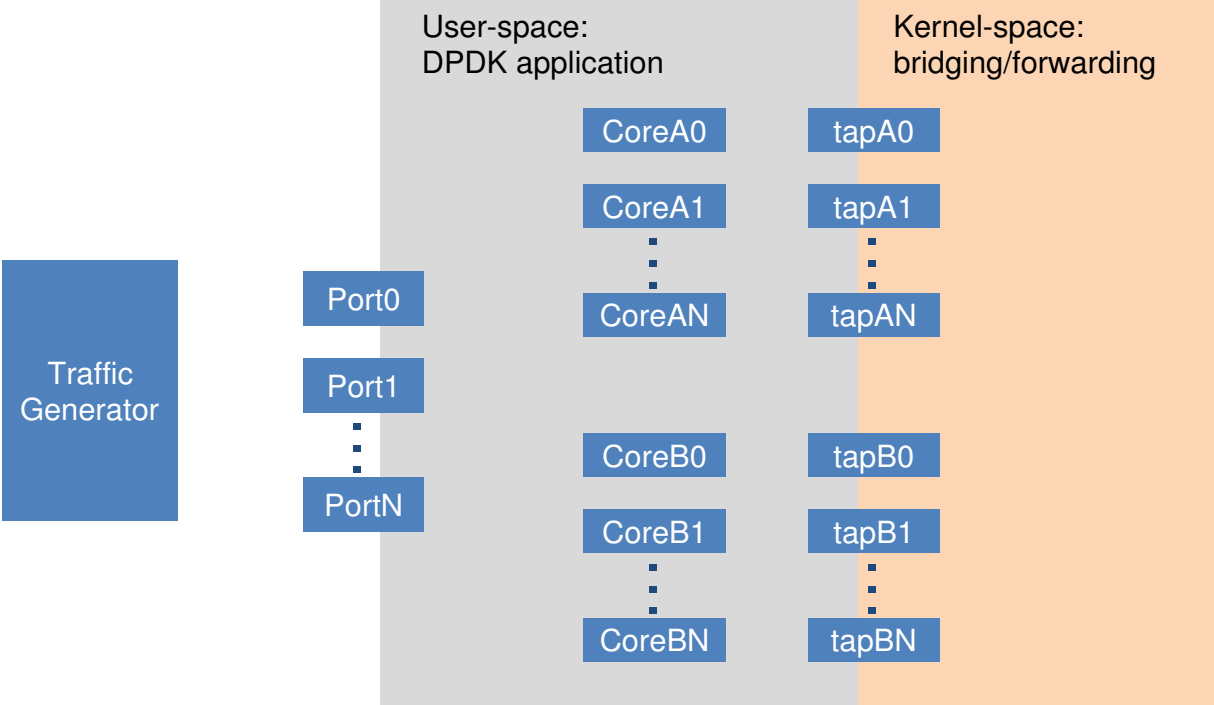 User-space:
DPDK application
Kernel-space:
bridging/forwarding
CoreA0
tapA0
CoreA1
tapA1
CoreAN
tapAN
Port0
Port1
PortN
Traffic
Generator
CoreB0
tapB0
CoreB1
tapB1
CoreBN
tapBN